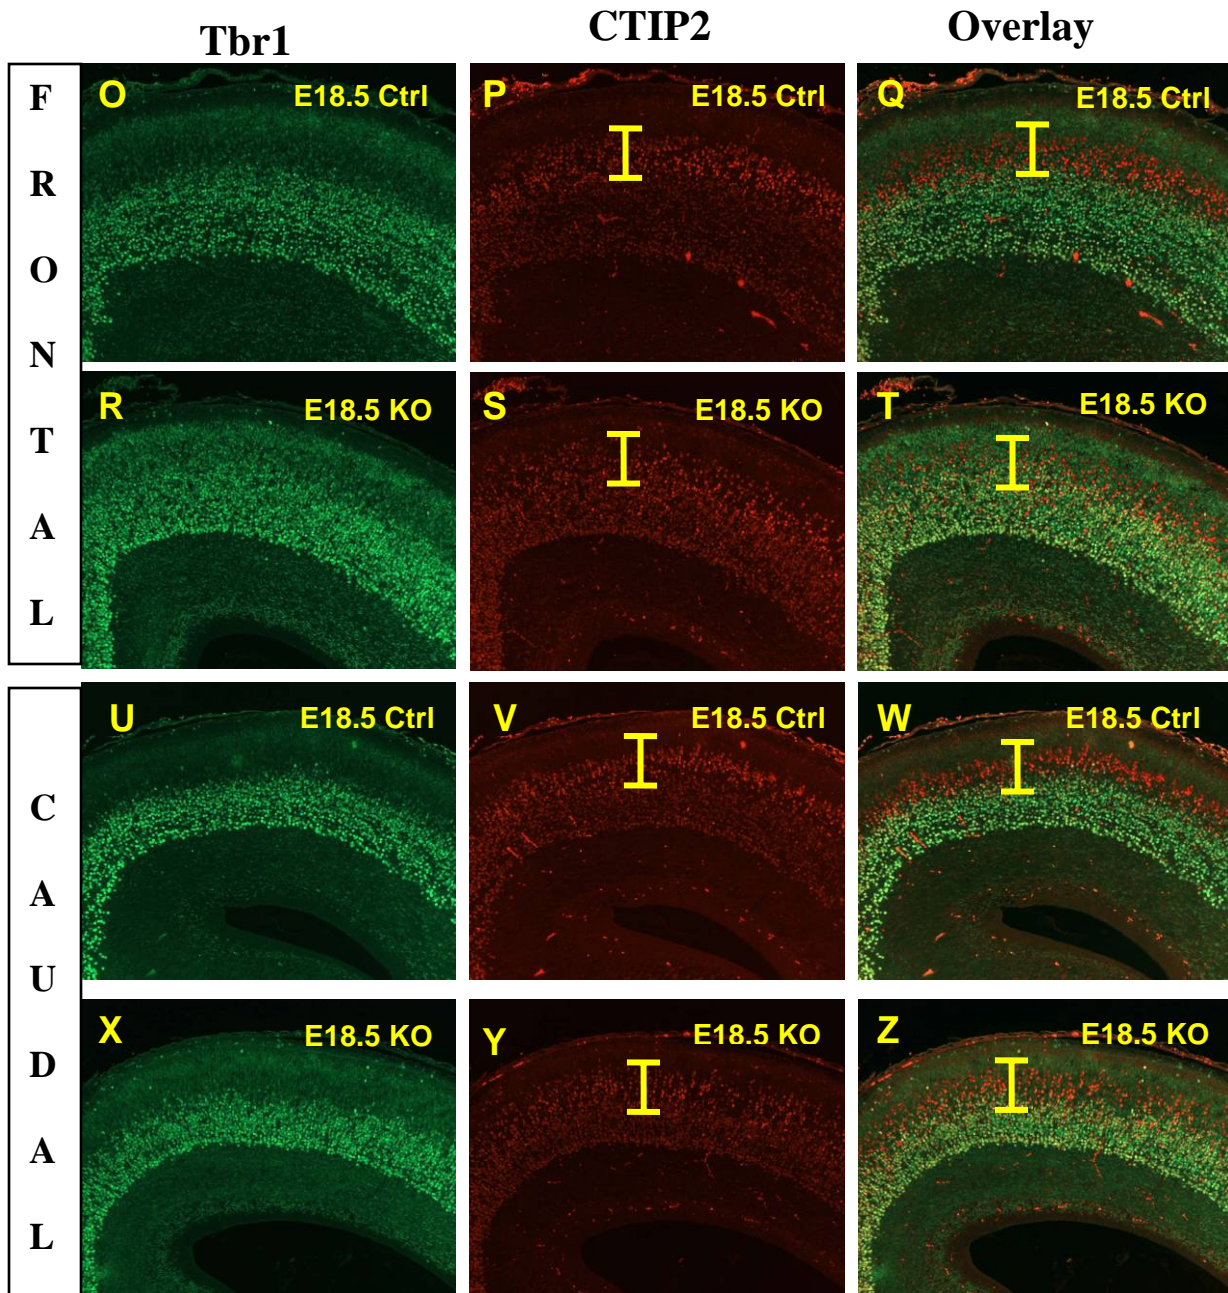 Tbr1 CTIP2 Overlay
FRONTAL
O E18.5 Ctrl P E18.5 Ctrl Q E18.5 Ctrl
R E18.5 KO S E18.5 KO T E18.5 KO
CAUDAL
U E18.5 Ctrl V E18.5 Ctrl W E18.5 Ctrl
X E18.5 KO Y E18.5 KO Z E18.5 KO